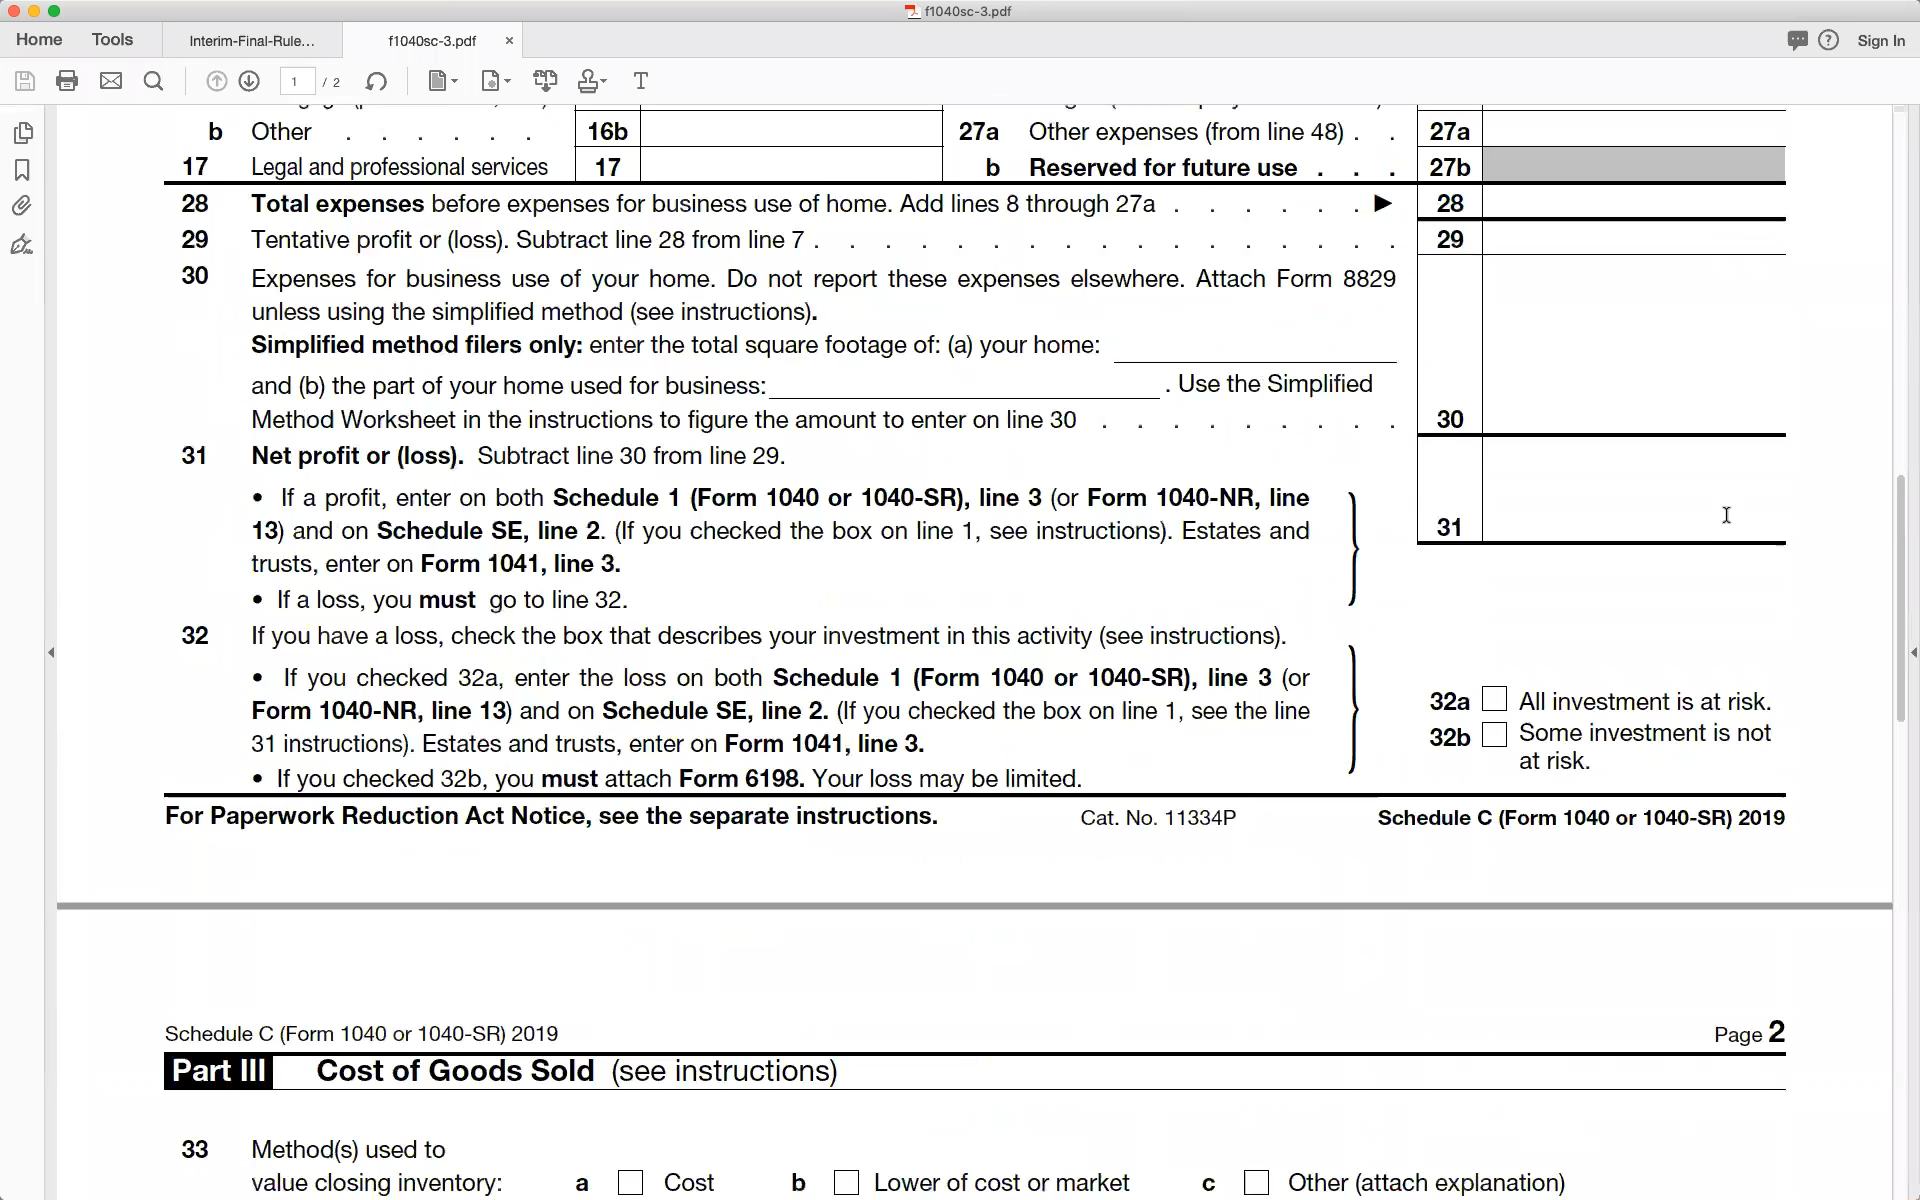 f1040sc-3.pdf
Home Tools Interim-Final-Rule... f1040sc-3.pdf × Sign In
1 / 2
b Other . . . . . . 16b 27a Other expenses (from line 48) . . 27a
17 Legal and professional services 17 b Reserved for future use . . . 27b
28 Total expenses before expenses for business use of home. Add lines 8 through 27a . . . . . . ▶ 28
29 Tentative profit or (loss). Subtract line 28 from line 7 . . . . . . . . . . . . . . . . . 29
30 Expenses for business use of your home. Do not report these expenses elsewhere. Attach Form 8829
unless using the simplified method (see instructions).
Simplified method filers only: enter the total square footage of: (a) your home:
and (b) the part of your home used for business: . Use the Simplified
Method Worksheet in the instructions to figure the amount to enter on line 30 . . . . . . . . . 30
31 Net profit or (loss). Subtract line 30 from line 29.
• If a profit, enter on both Schedule 1 (Form 1040 or 1040-SR), line 3 (or Form 1040-NR, line
13) and on Schedule SE, line 2. (If you checked the box on line 1, see instructions). Estates and
trusts, enter on Form 1041, line 3.
31
• If a loss, you must go to line 32.
32 If you have a loss, check the box that describes your investment in this activity (see instructions).
• If you checked 32a, enter the loss on both Schedule 1 (Form 1040 or 1040-SR), line 3 (or
Form 1040-NR, line 13) and on Schedule SE, line 2. (If you checked the box on line 1, see the line
31 instructions). Estates and trusts, enter on Form 1041, line 3.
• If you checked 32b, you must attach Form 6198. Your loss may be limited.
32a All investment is at risk.
32b Some investment is not
at risk.
For Paperwork Reduction Act Notice, see the separate instructions. Cat. No. 11334P Schedule C (Form 1040 or 1040-SR) 2019
Schedule C (Form 1040 or 1040-SR) 2019 Page 2
Part III Cost of Goods Sold (see instructions)
33 Method(s) used to
value closing inventory: a Cost b Lower of cost or market c Other (attach explanation)